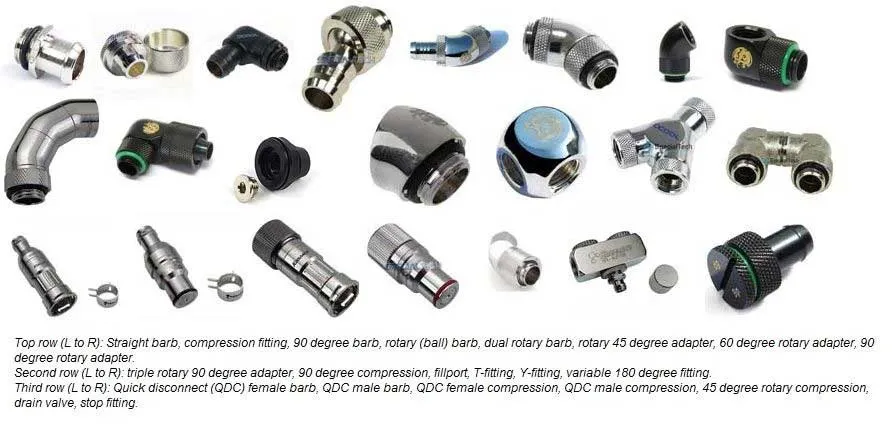 Top row (L to R): Straight barb, compression fitting, 90 degree barb, rotary (ball) barb, dual rotary barb, rotary 45 degree adapter, 60 degree rotary adapter, 90
degree rotary adapter.
Second row (L to R): triple rotary 90 degree adapter, 90 degree compression, fillport, T-fitting, Y-fitting, variable 180 degree fitting.
Third row (L to R): Quick disconnect (QDC) female barb, QDC male barb, QDC female compression, QDC male compression, 45 degree rotary compression,
drain valve, stop fitting.